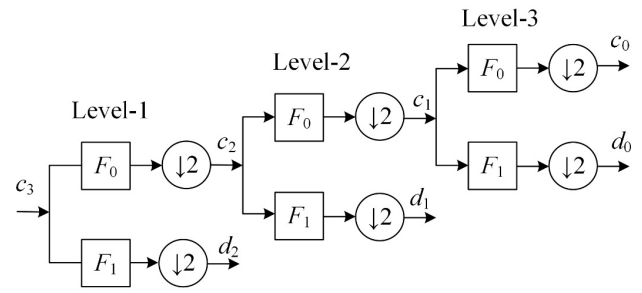 Level-3
F₀ ↓2 c₀
Level-2
F₀ ↓2 c₁
F₁ ↓2 d₀
Level-1
F₀ ↓2 c₂
c₃
F₁ ↓2 d₁
F₁ ↓2 d₂